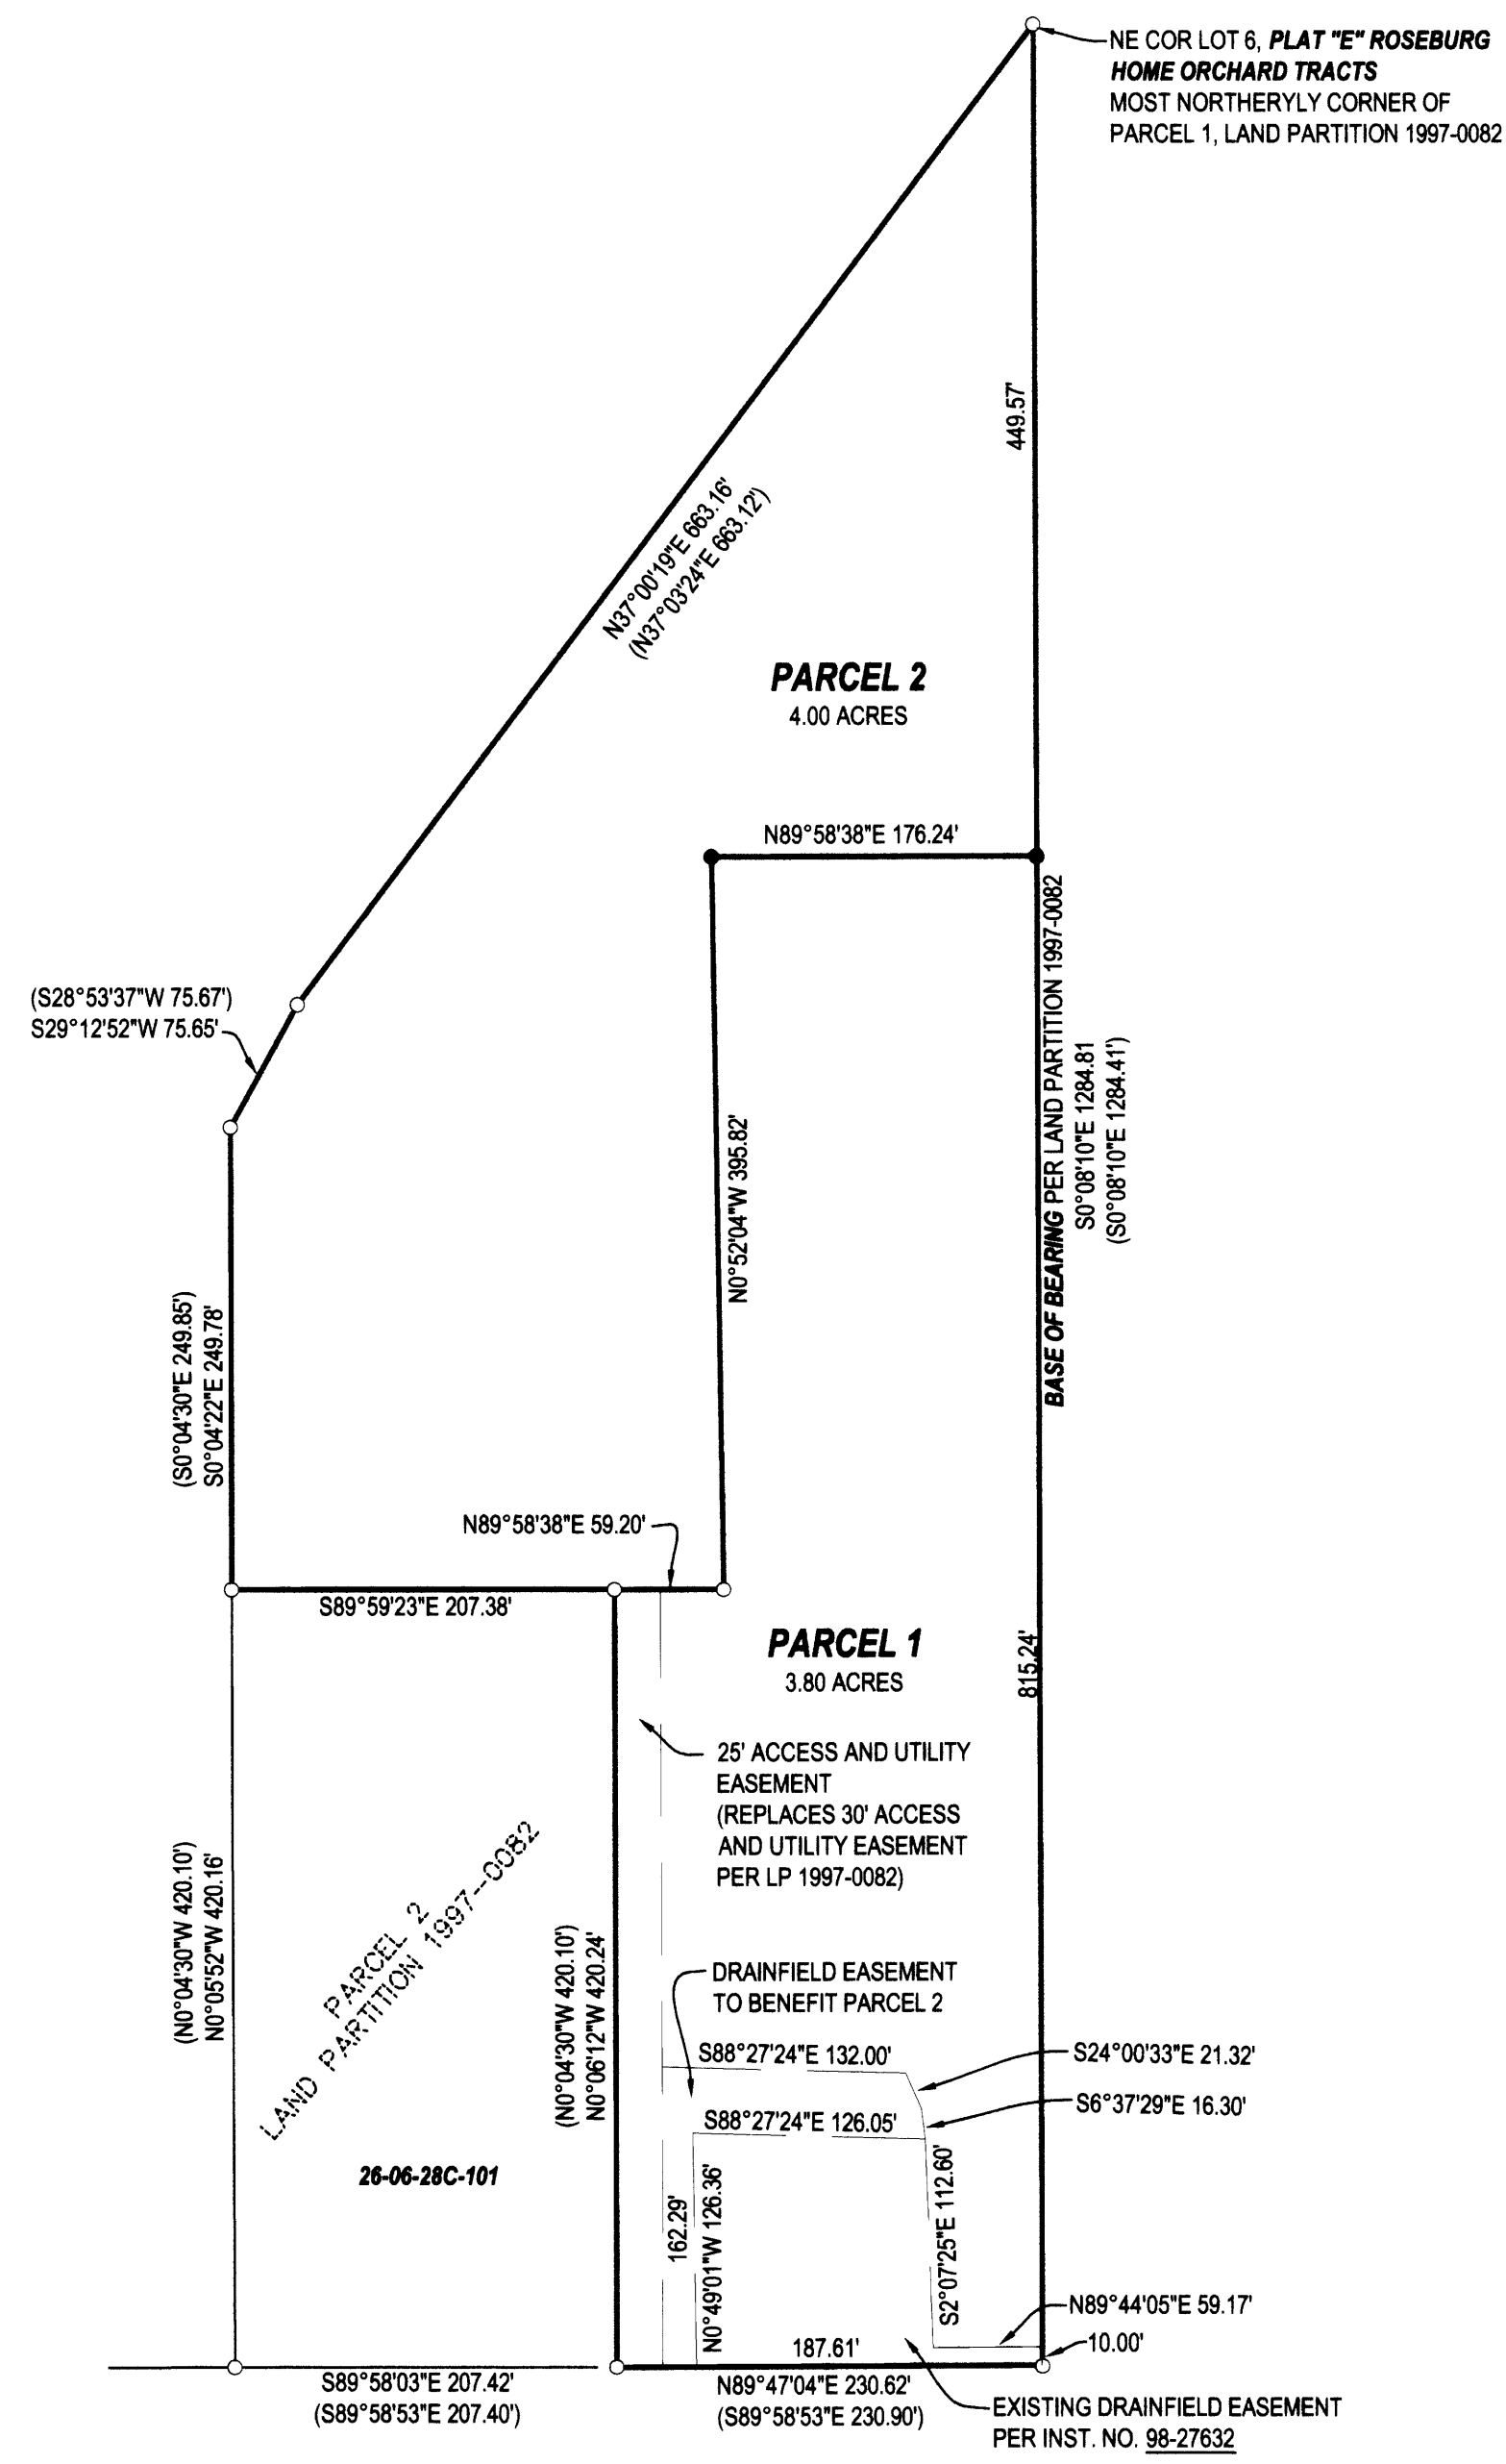 NE COR LOT 6, PLAT "E" ROSEBURG
HOME ORCHARD TRACTS
MOST NORTHERYLY CORNER OF
PARCEL 1, LAND PARTITION 1997-0082
449.57'
N37°00'19"E 663.16'
(N37°03'24"E 663.12')
PARCEL 2
4.00 ACRES
N89°58'38"E 176.24'
BASE OF BEARING PER LAND PARTITION 1997-0082
S0°08'10"E 1284.81
(S0°08'10"E 1284.41')
(S28°53'37"W 75.67')
S29°12'52"W 75.65'
N0°52'04"W 395.82'
(S0°04'30"E 249.85')
S0°04'22"E 249.78'
N89°58'38"E 59.20'
S89°59'23"E 207.38'
PARCEL 1
3.80 ACRES
815.24'
25' ACCESS AND UTILITY
EASEMENT
(REPLACES 30' ACCESS
AND UTILITY EASEMENT
PER LP 1997-0082)
(N0°04'30"W 420.10')
N0°05'52"W 420.16'
PARCEL 2
LAND PARTITION 1997--0082
(N0°04'30"W 420.10')
N0°06'12"W 420.24'
DRAINFIELD EASEMENT
TO BENEFIT PARCEL 2
S88°27'24"E 132.00'
S24°00'33"E 21.32'
S6°37'29"E 16.30'
S88°27'24"E 126.05'
26-06-28C-101
162.29'
N0°49'01"W 126.36'
S2°07'25"E 112.60'
N89°44'05"E 59.17'
10.00'
187.61'
S89°58'03"E 207.42'
(S89°58'53"E 207.40')
N89°47'04"E 230.62'
(S89°58'53"E 230.90')
EXISTING DRAINFIELD EASEMENT
PER INST. NO. 98-27632